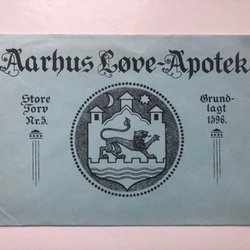 Aarhus Løve-Apotek
Store
Torv
Nr. 5.
Grund-
lagt
1596.